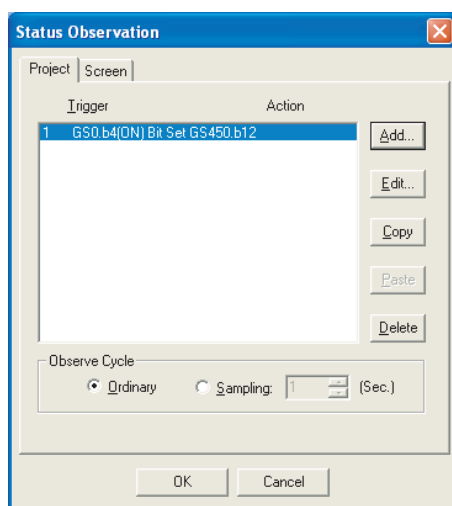 Status Observation
Project Screen
Trigger Action
1 GS0.b4(ON) Bit Set GS450.b12
Add...
Edit...
Copy
Paste
Delete
Observe Cycle
Ordinary Sampling: 1 (Sec.)
OK Cancel